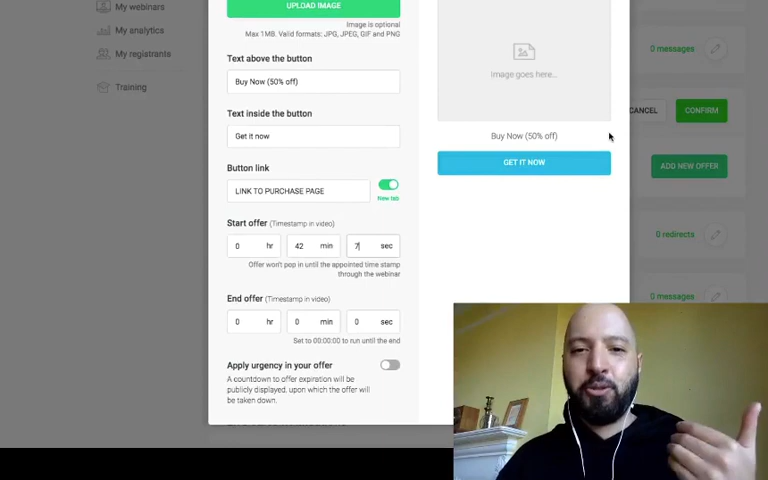 My webinars
My analytics
My registrants
Training
UPLOAD IMAGE
Image is optional
Max 1MB. Valid formats: JPG, JPEG, GIF and PNG
Text above the button
Buy Now (50% off)
Text inside the button
Get it now
Button link
LINK TO PURCHASE PAGE
New tab
Start offer (Timestamp in video)
0 hr 42 min 7 sec
Offer won't pop in until the appointed time stamp
through the webinar
End offer (Timestamp in video)
0 hr 0 min 0 sec
Set to 00:00:00 to run until the end
Apply urgency in your offer
A countdown to offer expiration will be
publicly displayed, upon which the offer will
be taken down.
Image goes here...
Buy Now (50% off)
GET IT NOW
0 messages
CANCEL CONFIRM
ADD NEW OFFER
0 redirects
0 messages